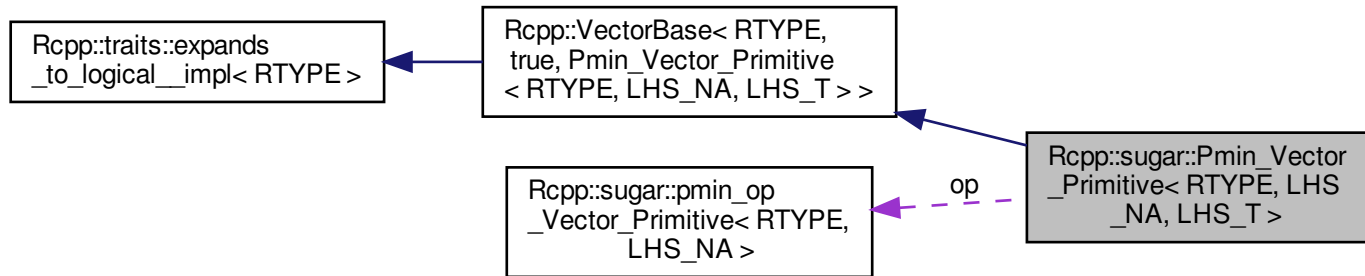 Rcpp::traits::expands
_to_logical__impl< RTYPE >
Rcpp::VectorBase< RTYPE,
true, Pmin_Vector_Primitive
< RTYPE, LHS_NA, LHS_T > >
Rcpp::sugar::pmin_op
_Vector_Primitive< RTYPE,
LHS_NA >
op
Rcpp::sugar::Pmin_Vector
_Primitive< RTYPE, LHS
_NA, LHS_T >